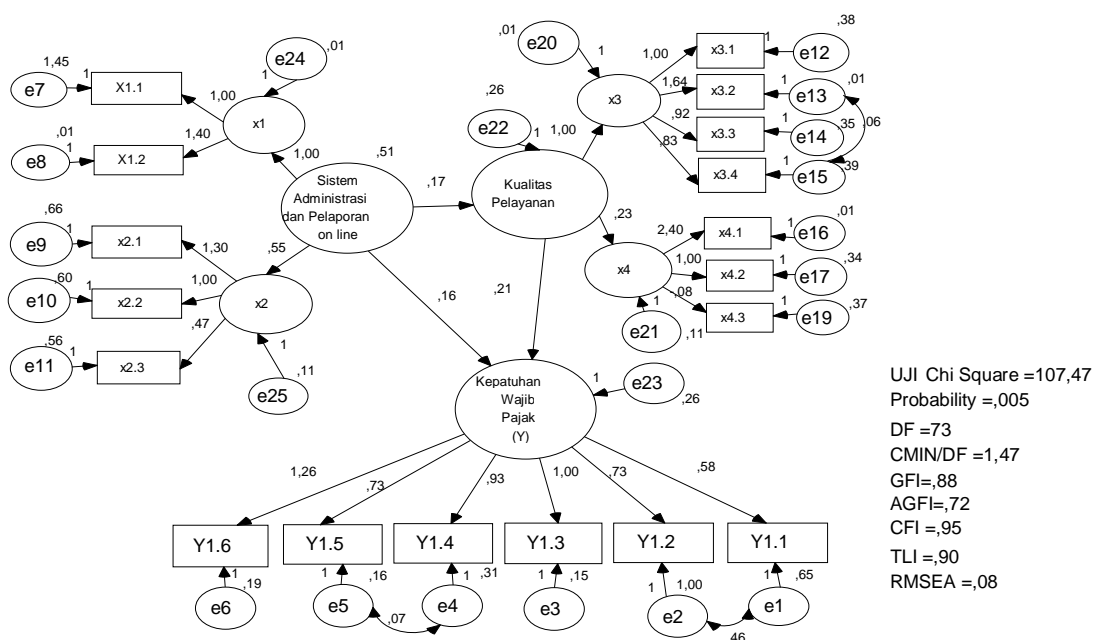 ,01
e24
1
1,45
e7
1
X1.1
1,00
x1
,01
e8
1
X1.2
1,40
1,00
,51
Sistem
Administrasi
dan Pelaporan
on line
,66
e9
1
x2.1
1,30
,55
,60
e10
1
x2.2
1,00
x2
,47
,56
e11
1
x2.3
1
,11
e25
,01
e20
1
x3
1,00
x3.1
1
,38
e12
1,64
x3.2
1
,01
e13
,92
x3.3
1
e14
,35
,06
,83
x3.4
1
e15
,39
,26
e22
1
1,00
,17
Kualitas
Pelayanan
,23
x4
2,40
x4.1
1
,01
e16
1,00
x4.2
1
,34
e17
,08
x4.3
1
,37
e19
1
e21
,11
,16
,21
Kepatuhan
Wajib
Pajak
(Y)
1
e23
,26
1,26
,73
,93
1,00
,73
,58
Y1.6
Y1.5
Y1.4
Y1.3
Y1.2
Y1.1
1
,19
1
,16
1
,31
1
,15
1
1,00
1
,65
e6
e5
e4
e3
e2
e1
,07
,46
UJI Chi Square =107,47
Probability =,005
DF =73
CMIN/DF =1,47
GFI=,88
AGFI=,72
CFI =,95
TLI =,90
RMSEA =,08